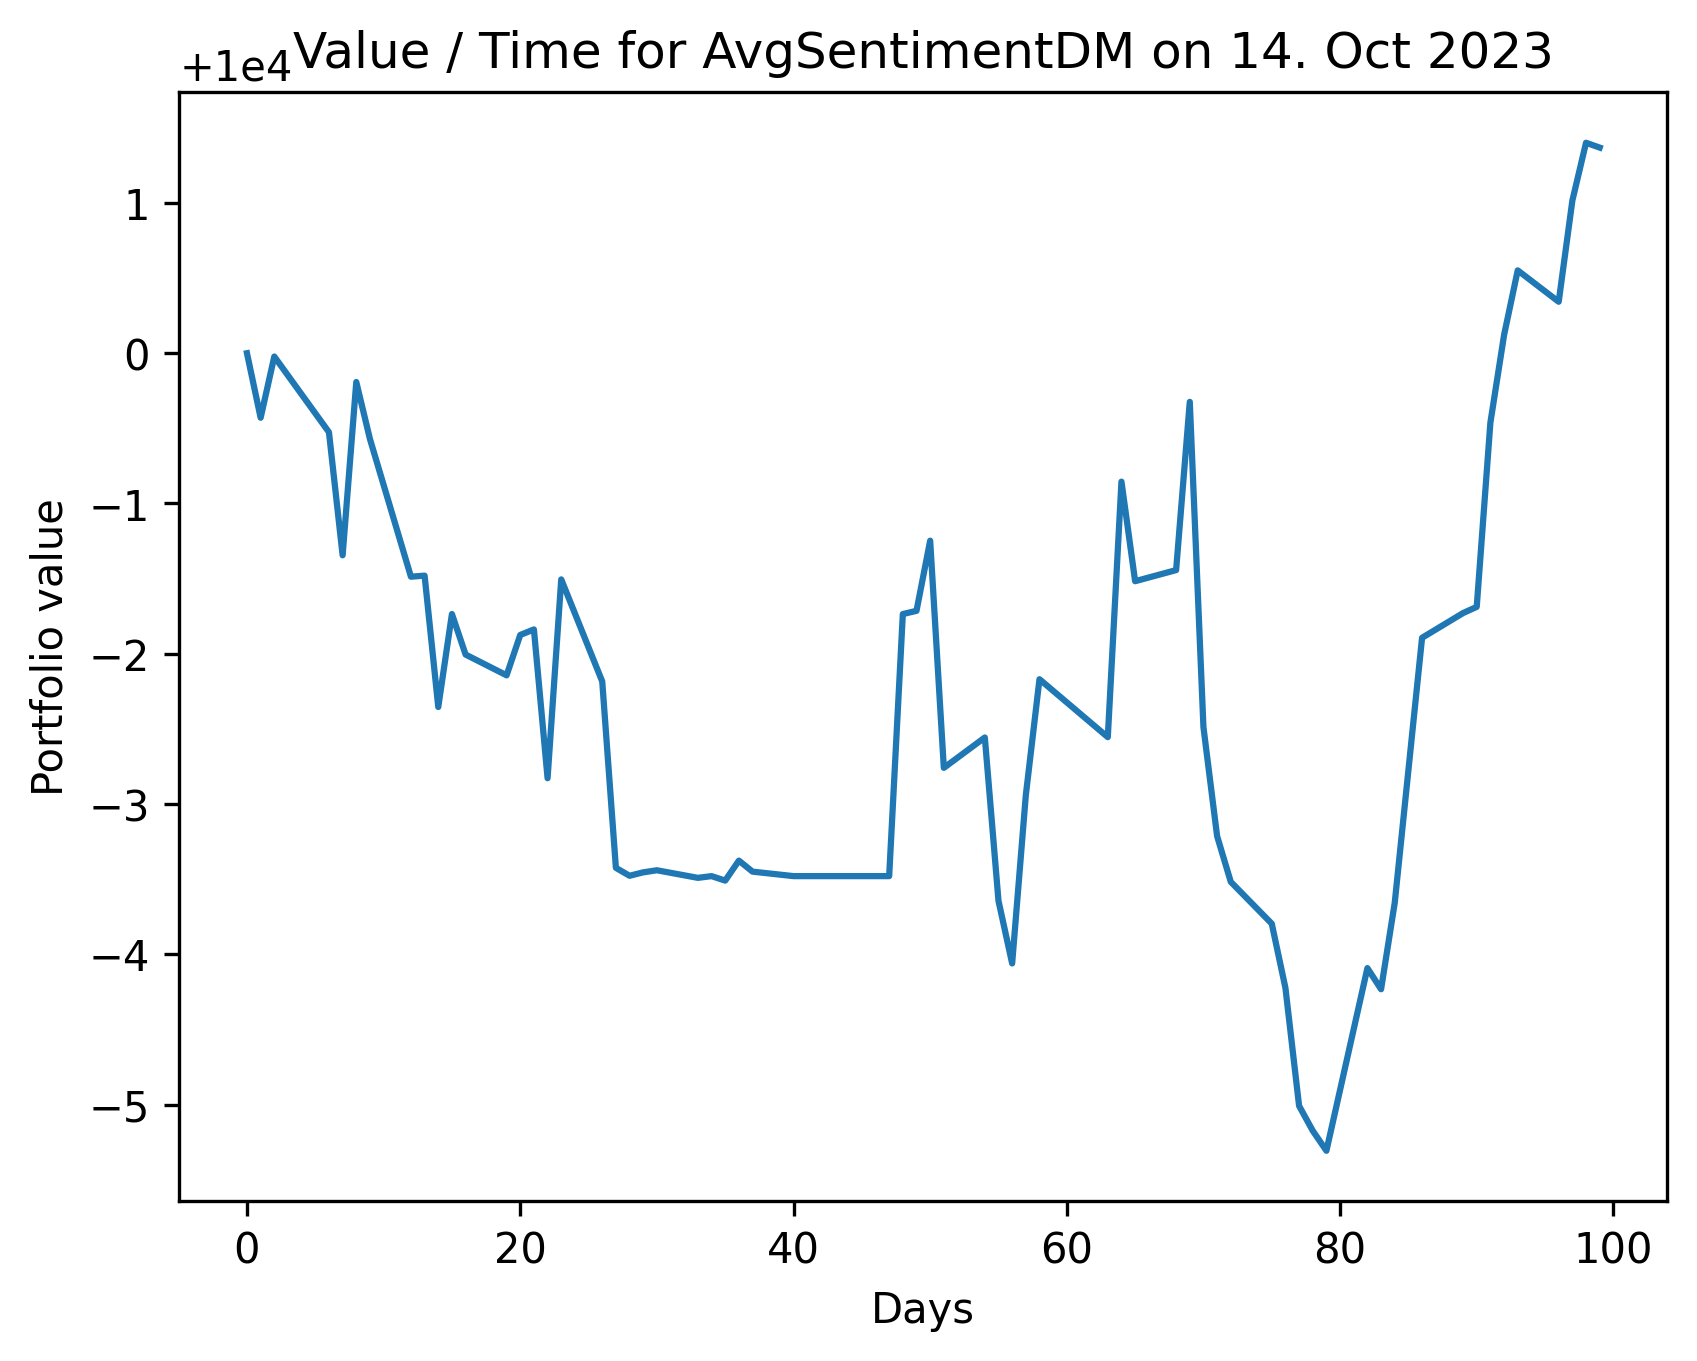 Value / Time for AvgSentimentDM on 14. Oct 2023
+1e4
1
0
−1
−2
−3
−4
−5
Portfolio value
0 20 40 60 80 100
Days